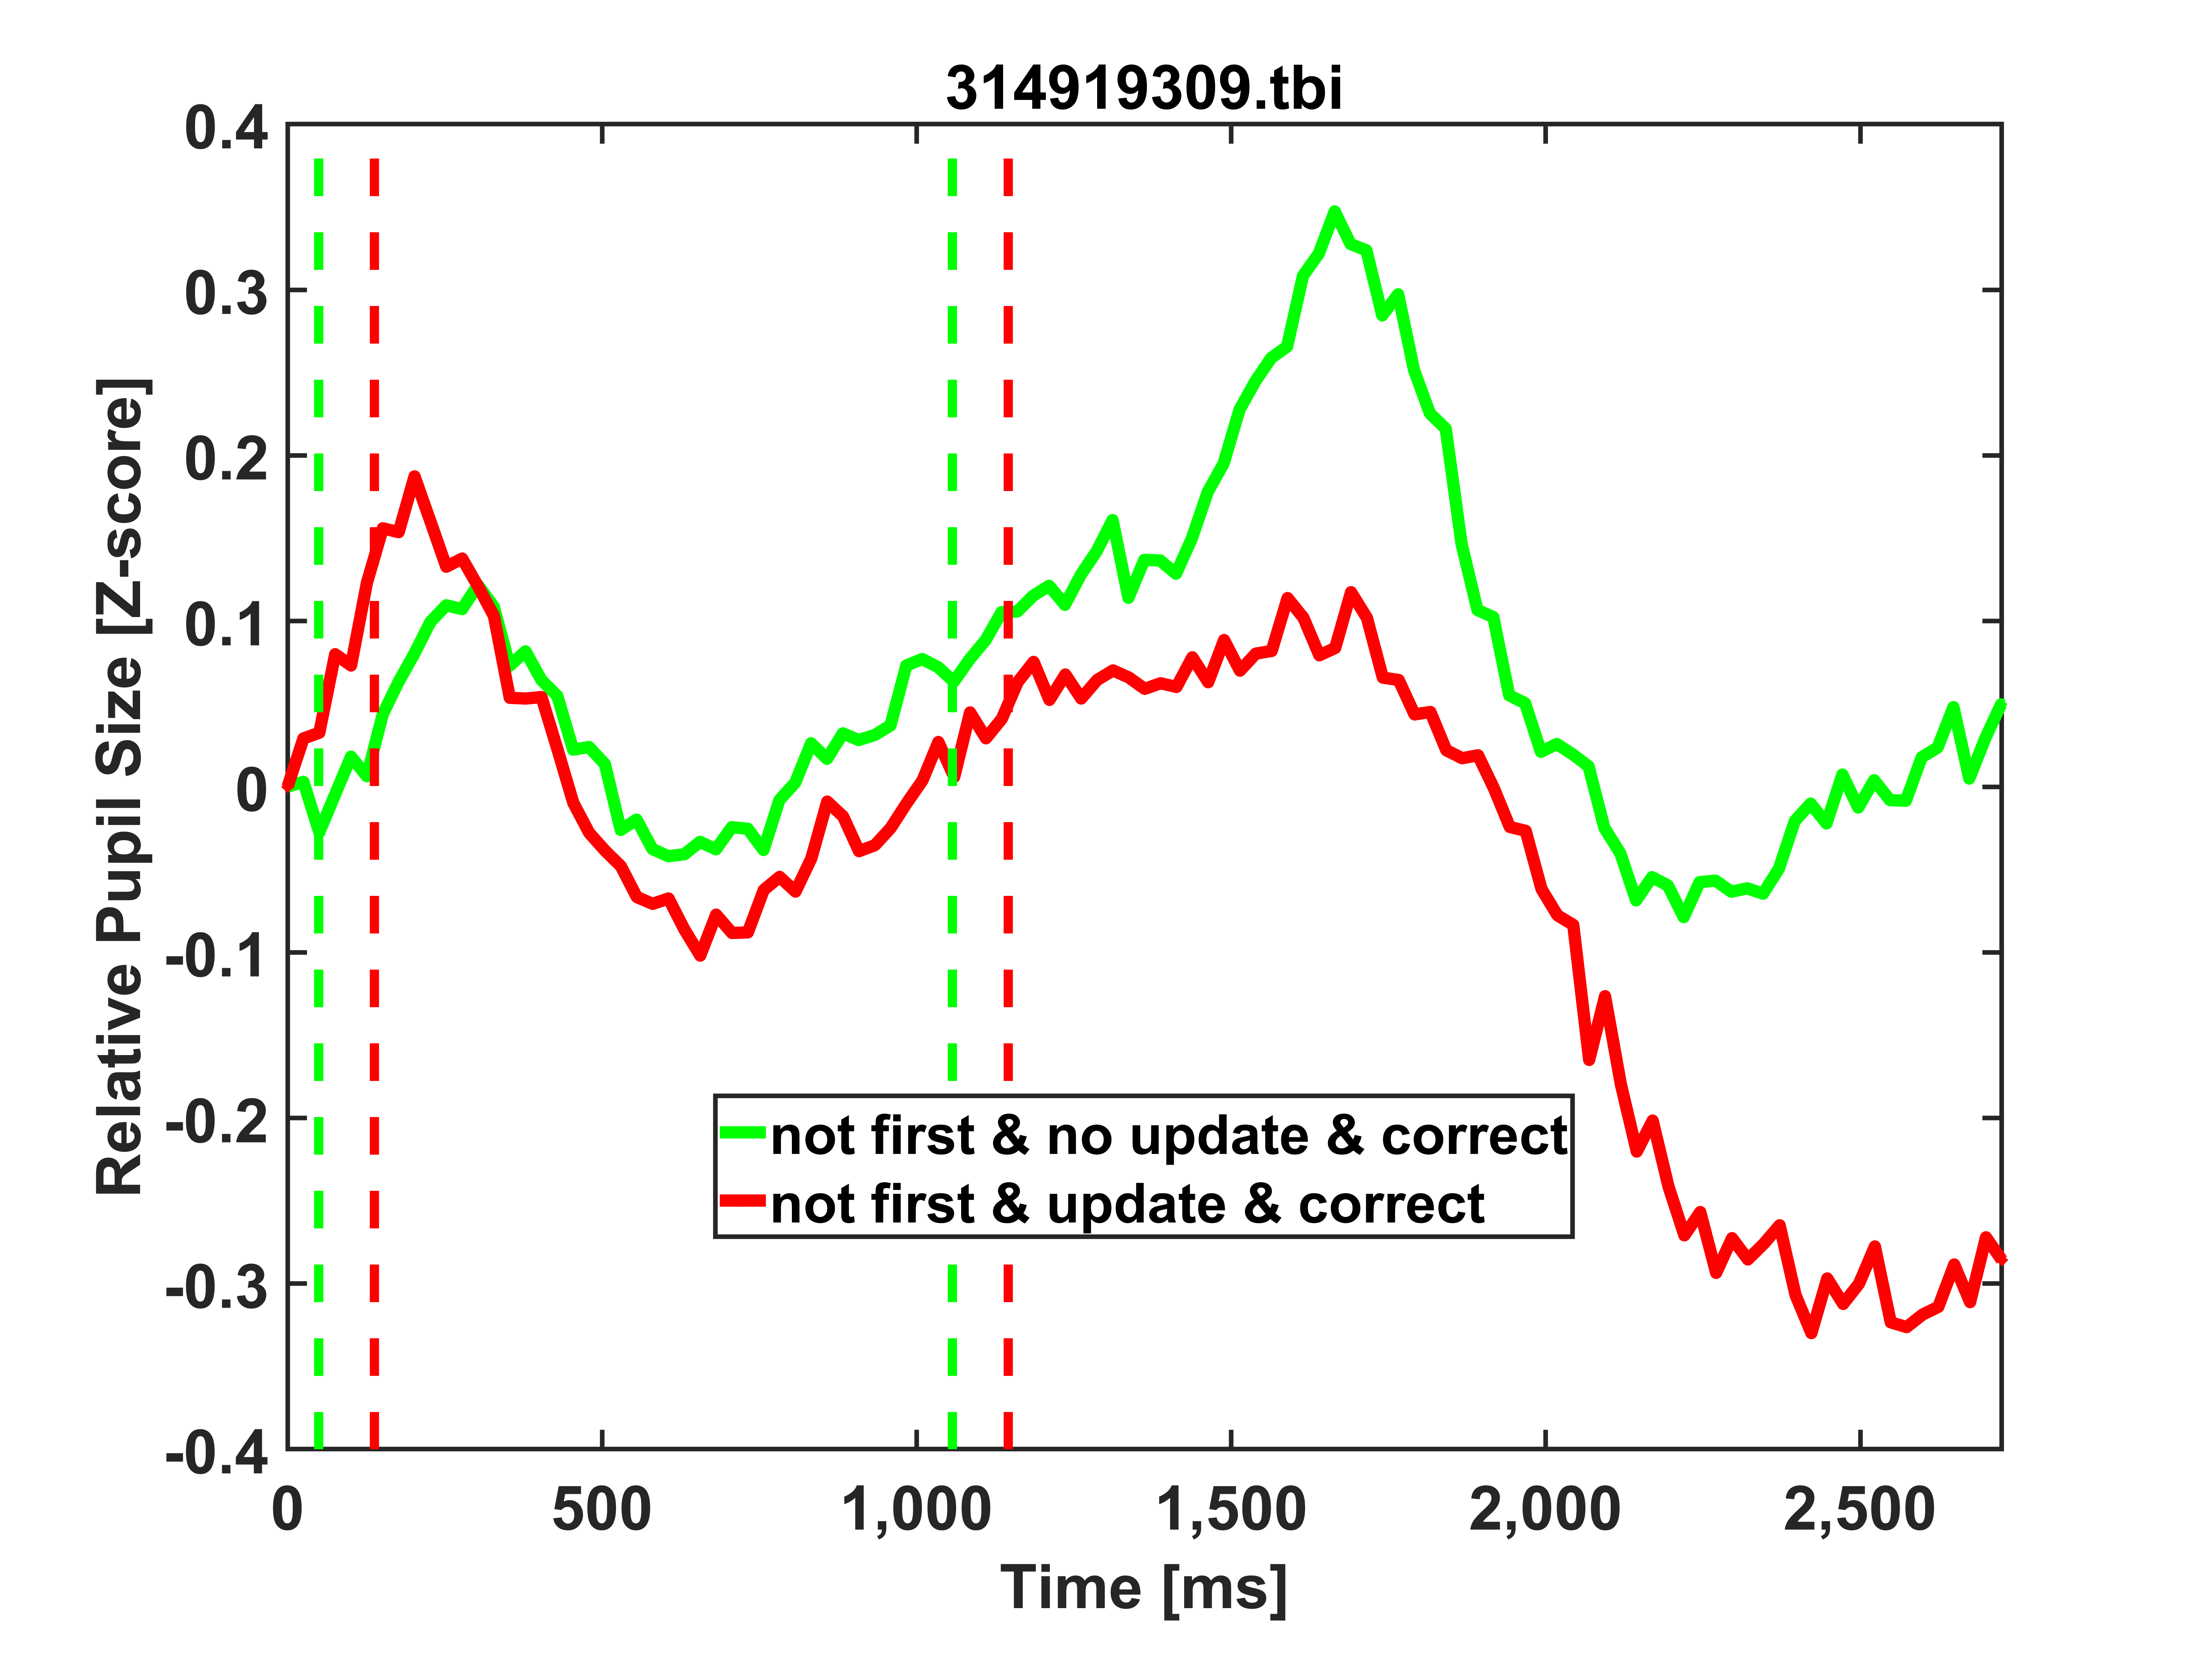 314919309.tbi
0.4
0.3
0.2
0.1
0
-0.1
-0.2
-0.3
-0.4
Relative Pupil Size [Z-score]
not first & no update & correct
not first & update & correct
0 500 1,000 1,500 2,000 2,500
Time [ms]